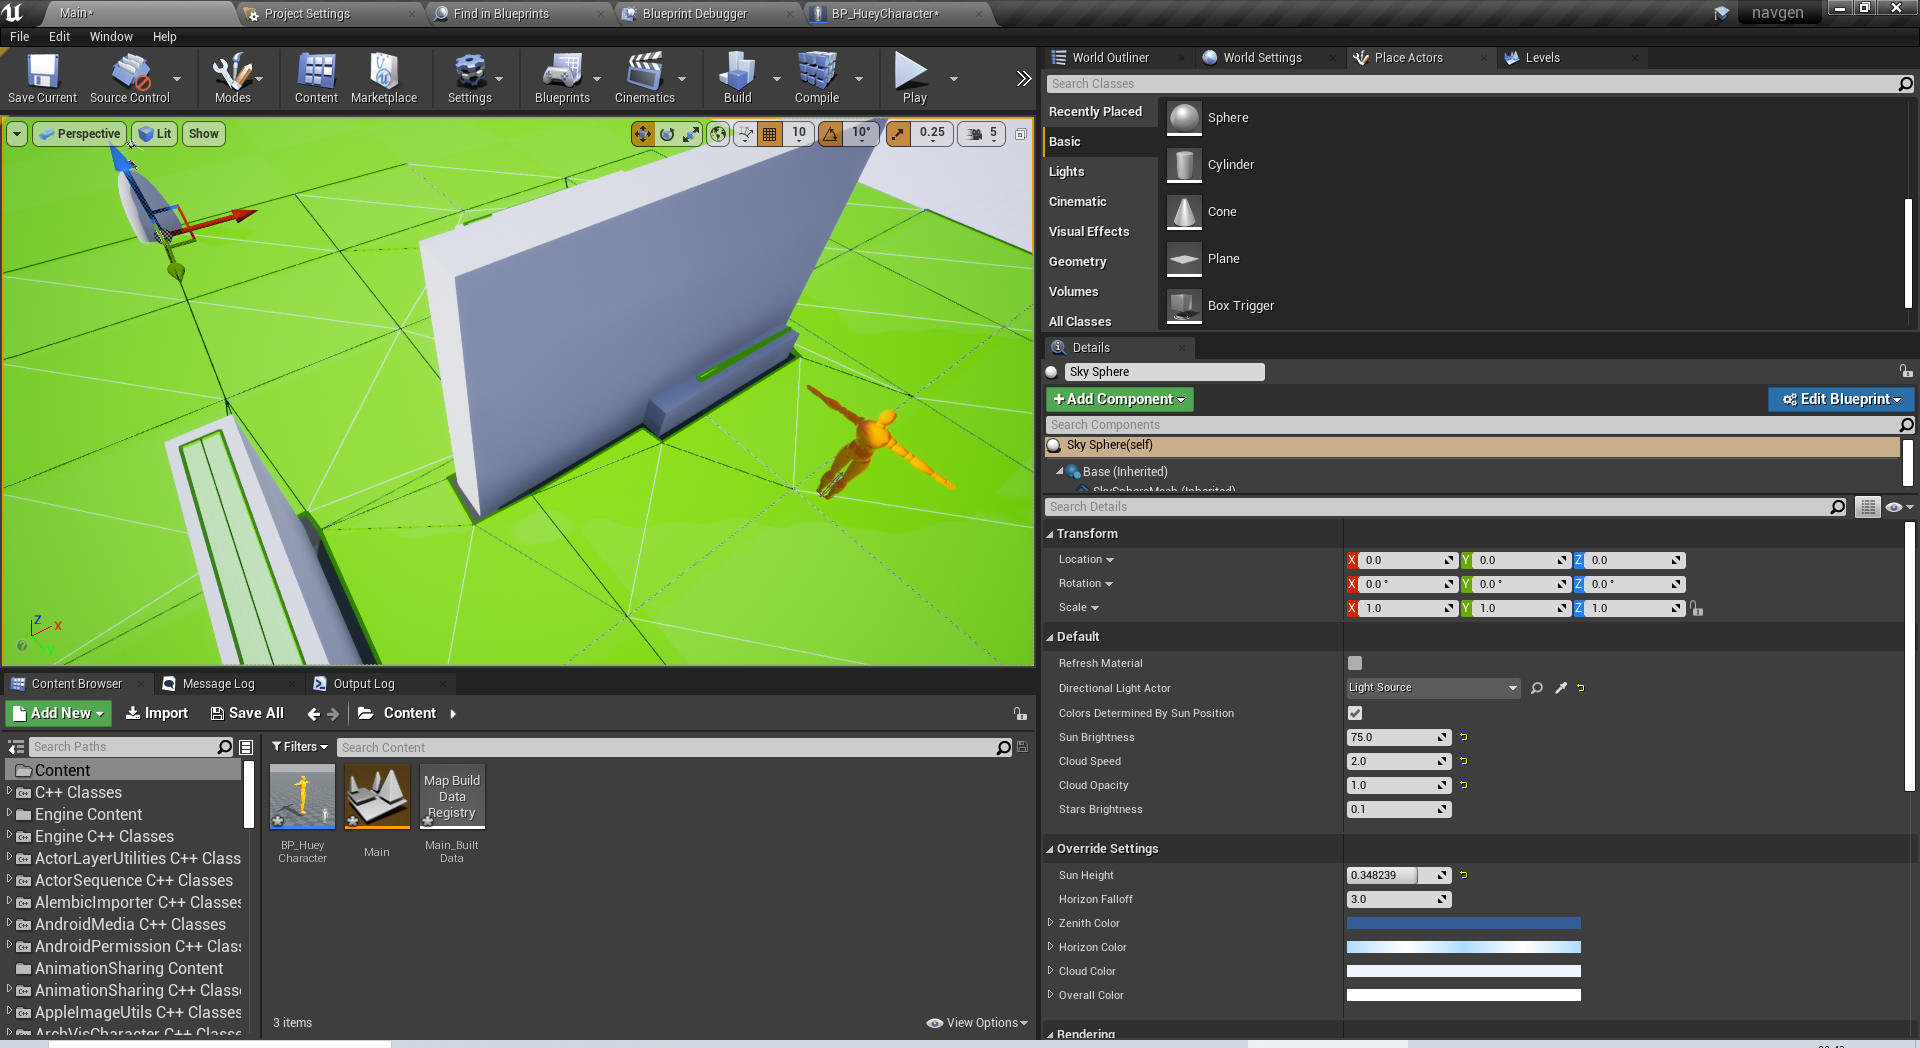 Main*
Project Settings
Find in Blueprints
Blueprint Debugger
BP_HueyCharacter*
navgen
File Edit Window Help
Save Current
Source Control
Modes
Content
Marketplace
Settings
Blueprints
Cinematics
Build
Compile
Play
Perspective
Lit
Show
10
10°
0.25
5
Z
X
Y
World Outliner
World Settings
Place Actors
Levels
Search Classes
Recently Placed
Basic
Lights
Cinematic
Visual Effects
Geometry
Volumes
All Classes
Sphere
Cylinder
Cone
Plane
Box Trigger
Details
Sky Sphere
+Add Component
Edit Blueprint
Search Components
Sky Sphere(self)
Base (Inherited)
SkySphereMesh (Inherited)
Search Details
Transform
Location X 0.0 Y 0.0 Z 0.0
Rotation X 0.0 ° Y 0.0 ° Z 0.0 °
Scale X 1.0 Y 1.0 Z 1.0
Default
Refresh Material
Directional Light Actor Light Source
Colors Determined By Sun Position
Sun Brightness 75.0
Cloud Speed 2.0
Cloud Opacity 1.0
Stars Brightness 0.1
Override Settings
Sun Height 0.348239
Horizon Falloff 3.0
Zenith Color
Horizon Color
Cloud Color
Overall Color
Rendering
Content Browser
Message Log
Output Log
Add New
Import
Save All
Content
Search Paths
Filters
Search Content
Content
C++ Classes
Engine Content
Engine C++ Classes
ActorLayerUtilities C++ Class
ActorSequence C++ Classes
AlembicImporter C++ Classes
AndroidMedia C++ Classes
AndroidPermission C++ Clas
AnimationSharing Content
AnimationSharing C++ Class
AppleImageUtils C++ Classes
ArchVisCharacter C++ Classe
Map Build
Data
Registry
BP_Huey
Character
Main
Main_Built
Data
3 items
View Options